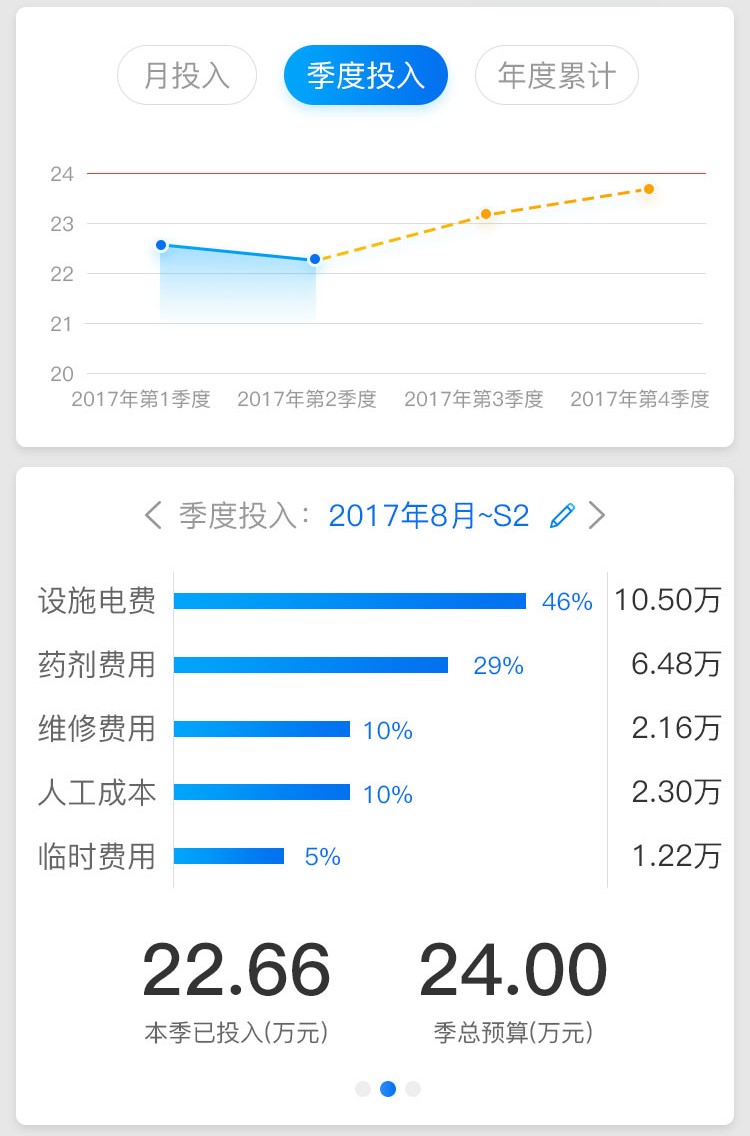 月投入 季度投入 年度累计
24
23
22
21
20
2017年第1季度 2017年第2季度 2017年第3季度 2017年第4季度
季度投入： 2017年8月~S2
设施电费 46% 10.50万
药剂费用 29% 6.48万
维修费用 10% 2.16万
人工成本 10% 2.30万
临时费用 5% 1.22万
22.66 24.00
本季已投入(万元) 季总预算(万元)